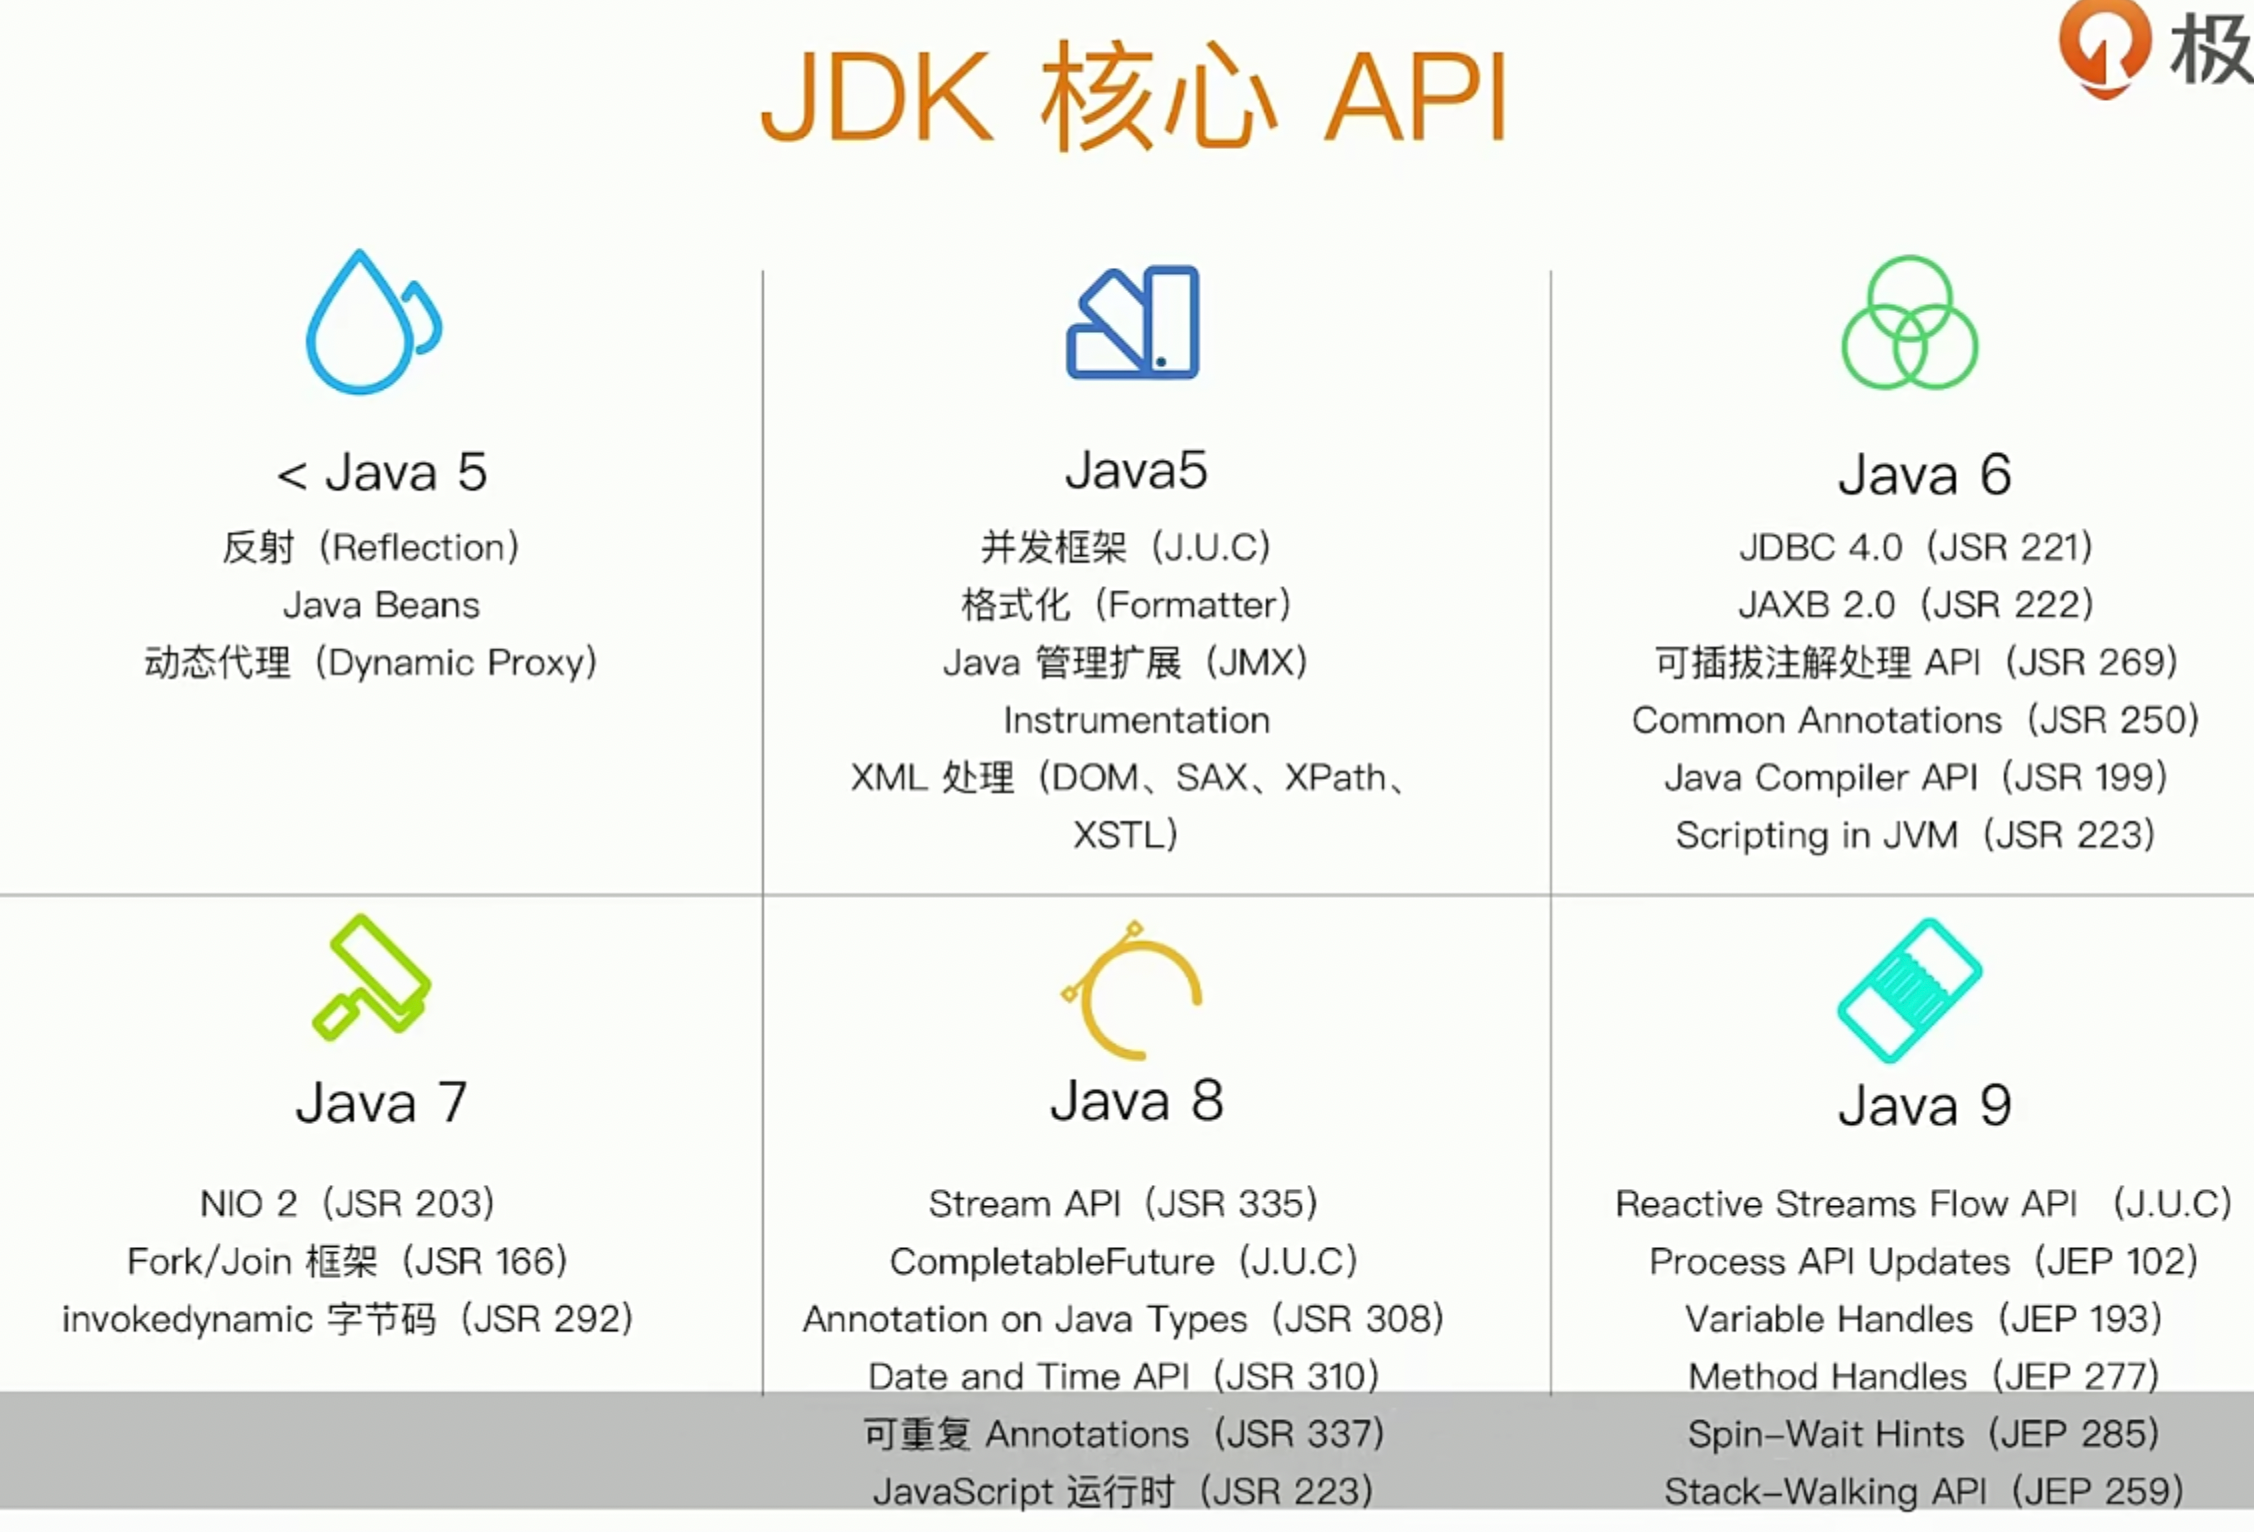 极
JDK 核心 API
< Java 5
反射（Reflection）
Java Beans
动态代理（Dynamic Proxy）
Java5
并发框架（J.U.C）
格式化（Formatter）
Java 管理扩展（JMX）
Instrumentation
XML 处理（DOM、SAX、XPath、
XSTL）
Java 6
JDBC 4.0（JSR 221）
JAXB 2.0（JSR 222）
可插拔注解处理 API（JSR 269）
Common Annotations（JSR 250）
Java Compiler API（JSR 199）
Scripting in JVM（JSR 223）
Java 7
NIO 2（JSR 203）
Fork/Join 框架（JSR 166）
invokedynamic 字节码（JSR 292）
Java 8
Stream API（JSR 335）
CompletableFuture（J.U.C）
Annotation on Java Types（JSR 308）
Date and Time API（JSR 310）
可重复 Annotations（JSR 337）
JavaScript 运行时（JSR 223）
Java 9
Reactive Streams Flow API （J.U.C）
Process API Updates（JEP 102）
Variable Handles（JEP 193）
Method Handles（JEP 277）
Spin–Wait Hints（JEP 285）
Stack–Walking API（JEP 259）